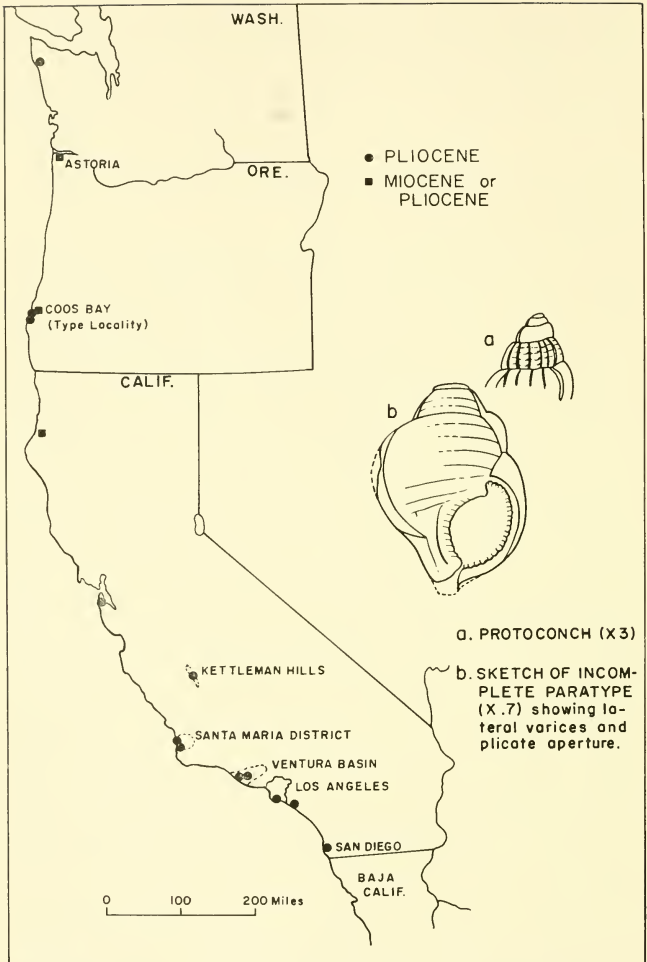 WASH.
ASTORIA
ORE.
PLIOCENE
MIOCENE or
PLIOCENE
COOS BAY
(Type Locality)
CALIF.
a
b
a. PROTOCONCH (X3)
b. SKETCH OF INCOM-
PLETE PARATYPE
(X.7) showing la-
teral varices and
plicate aperture.
KETTLEMAN HILLS
SANTA MARIA DISTRICT
VENTURA BASIN
LOS ANGELES
SAN DIEGO
BAJA
CALIF.
0 100 200 Miles